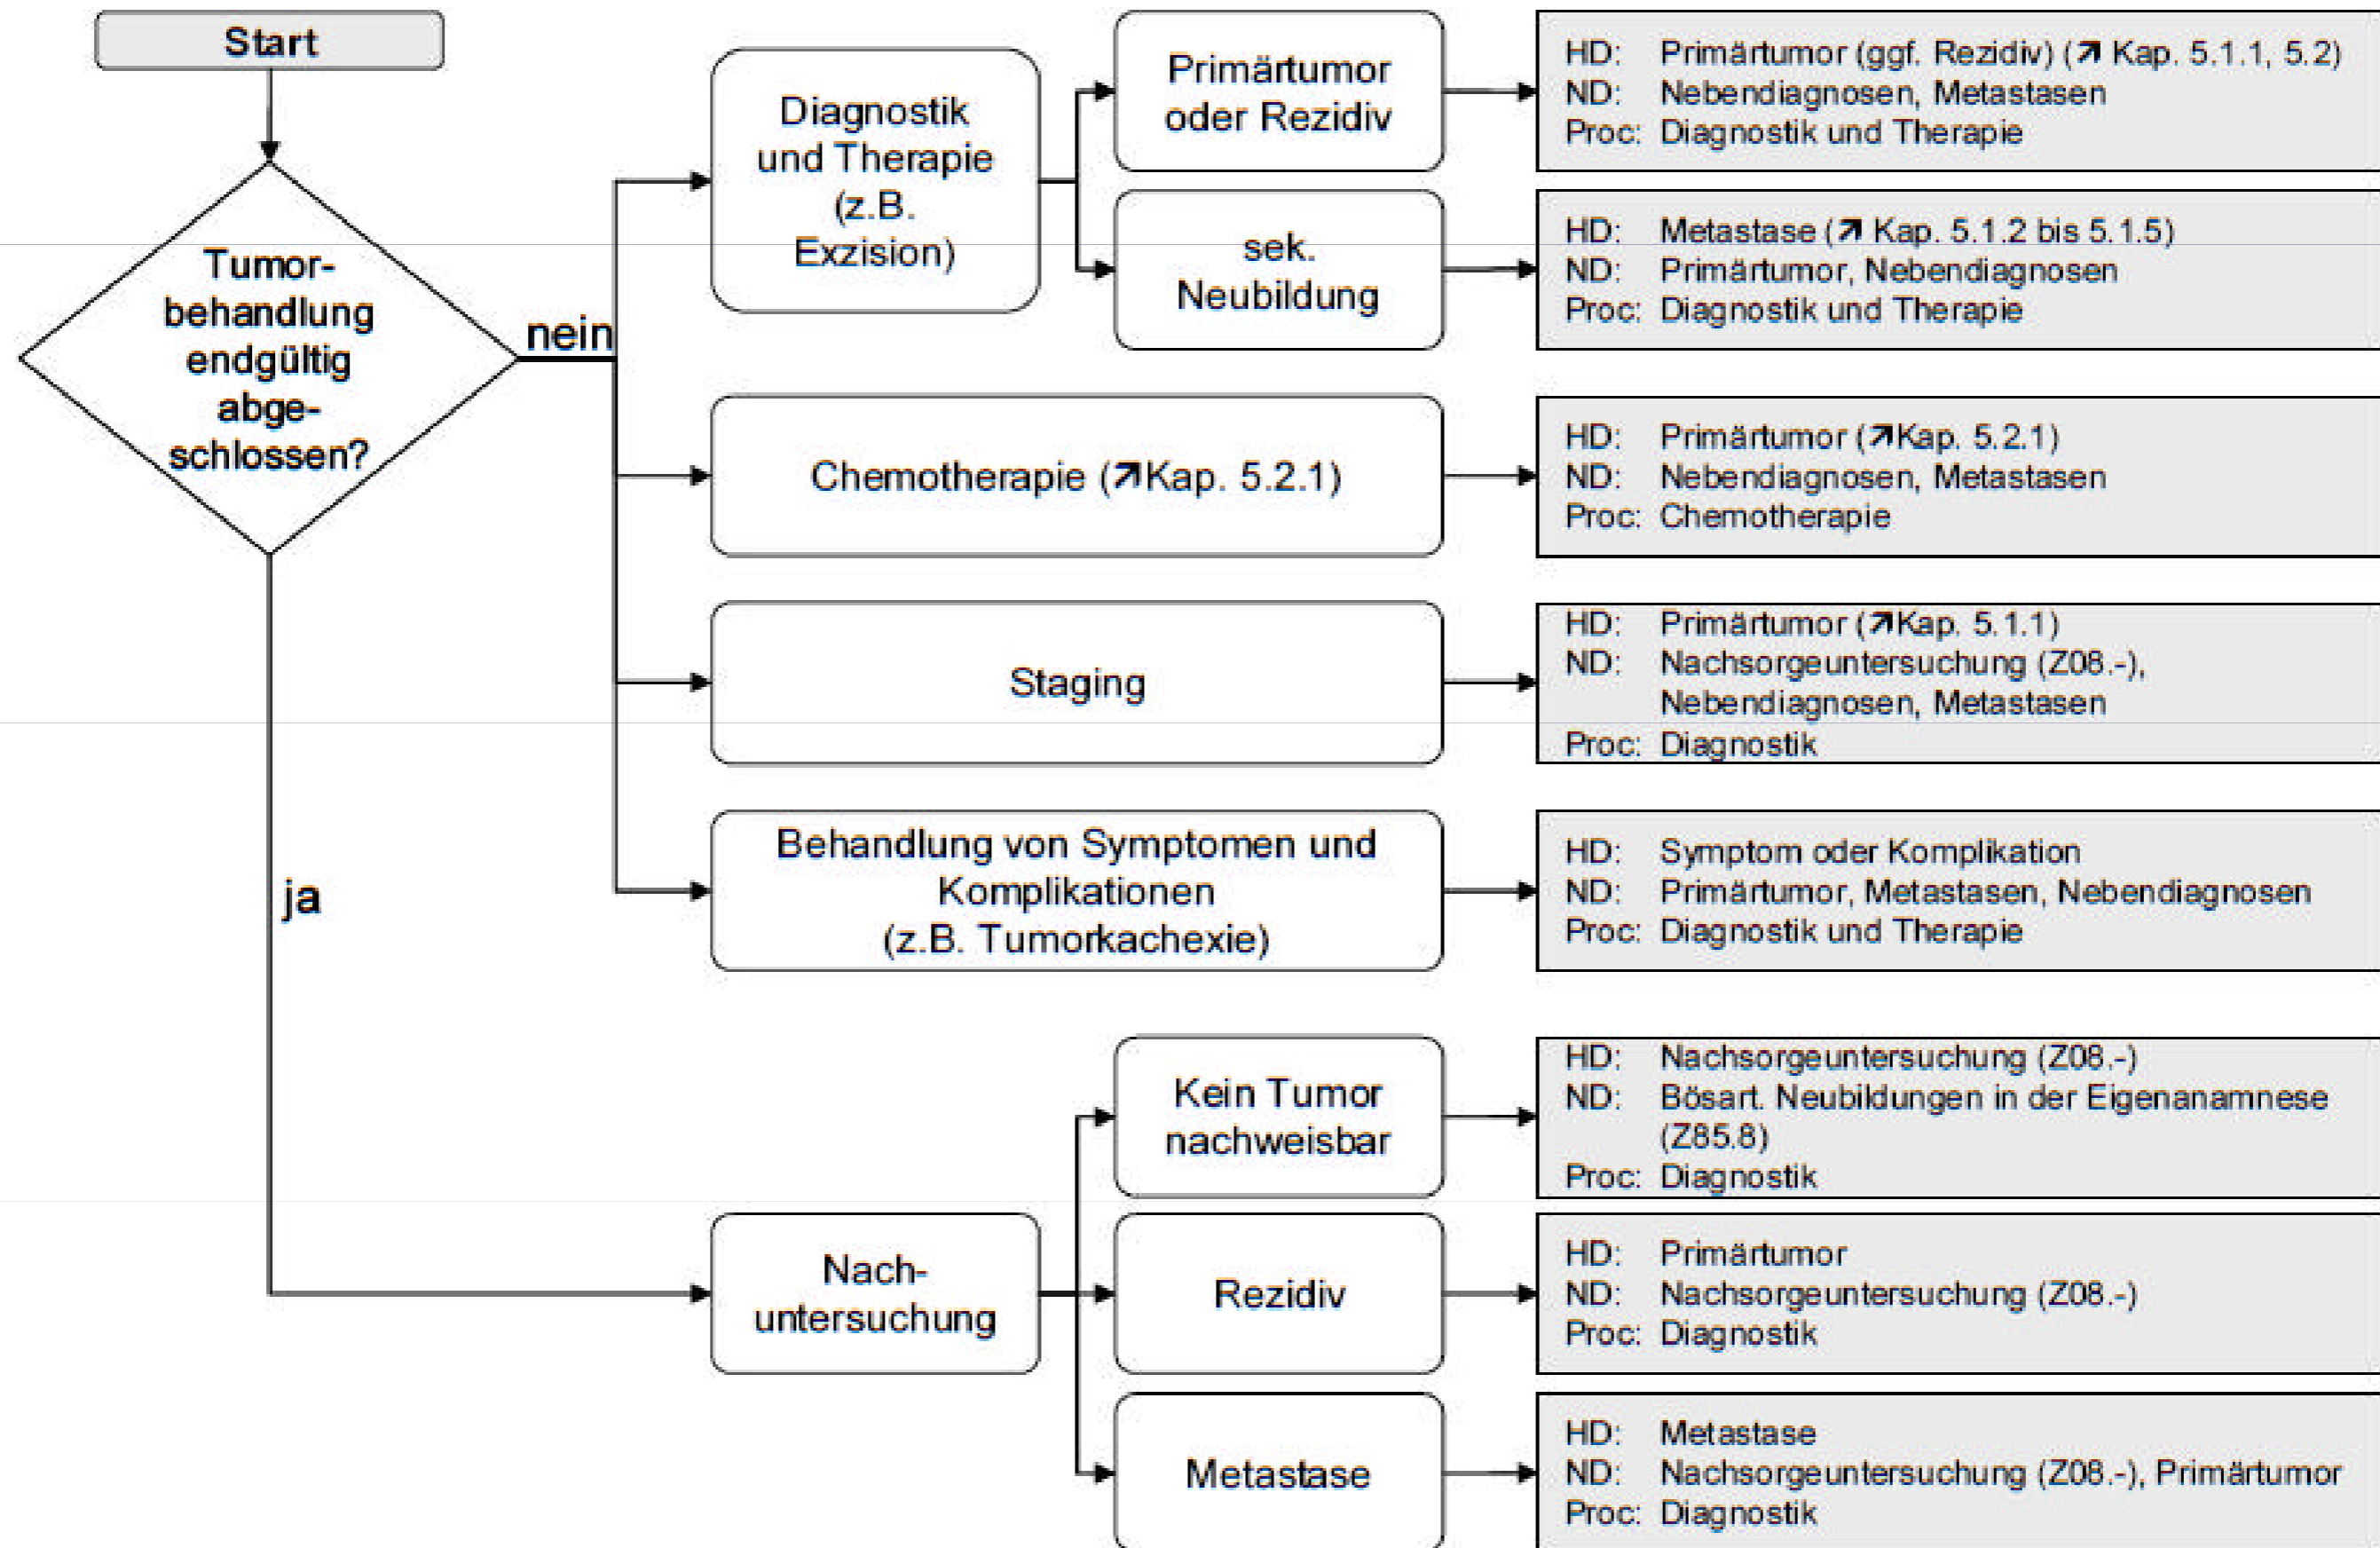 Start
Tumor-
behandlung
endgültig
abge-
schlossen?
nein
ja
Diagnostik
und Therapie
(z.B.
Exzision)
Primärtumor
oder Rezidiv
HD: Primärtumor (ggf. Rezidiv) (↗ Kap. 5.1.1, 5.2)
ND: Nebendiagnosen, Metastasen
Proc: Diagnostik und Therapie
sek.
Neubildung
HD: Metastase (↗ Kap. 5.1.2 bis 5.1.5)
ND: Primärtumor, Nebendiagnosen
Proc: Diagnostik und Therapie
Chemotherapie (↗Kap. 5.2.1)
HD: Primärtumor (↗Kap. 5.2.1)
ND: Nebendiagnosen, Metastasen
Proc: Chemotherapie
Staging
HD: Primärtumor (↗Kap. 5.1.1)
ND: Nachsorgeuntersuchung (Z08.-),
Nebendiagnosen, Metastasen
Proc: Diagnostik
Behandlung von Symptomen und
Komplikationen
(z.B. Tumorkachexie)
HD: Symptom oder Komplikation
ND: Primärtumor, Metastasen, Nebendiagnosen
Proc: Diagnostik und Therapie
Nach-
untersuchung
Kein Tumor
nachweisbar
HD: Nachsorgeuntersuchung (Z08.-)
ND: Bösart. Neubildungen in der Eigenanamnese
(Z85.8)
Proc: Diagnostik
Rezidiv
HD: Primärtumor
ND: Nachsorgeuntersuchung (Z08.-)
Proc: Diagnostik
Metastase
HD: Metastase
ND: Nachsorgeuntersuchung (Z08.-), Primärtumor
Proc: Diagnostik